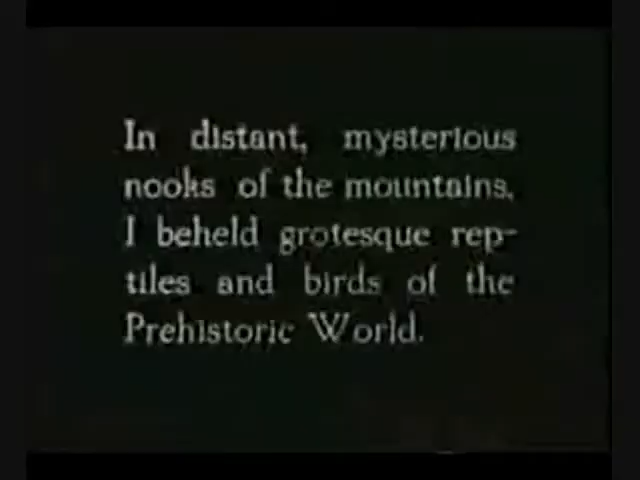 In distant, mysterious
nooks of the mountains,
I beheld grotesque rep-
tiles and birds of the
Prehistoric World.